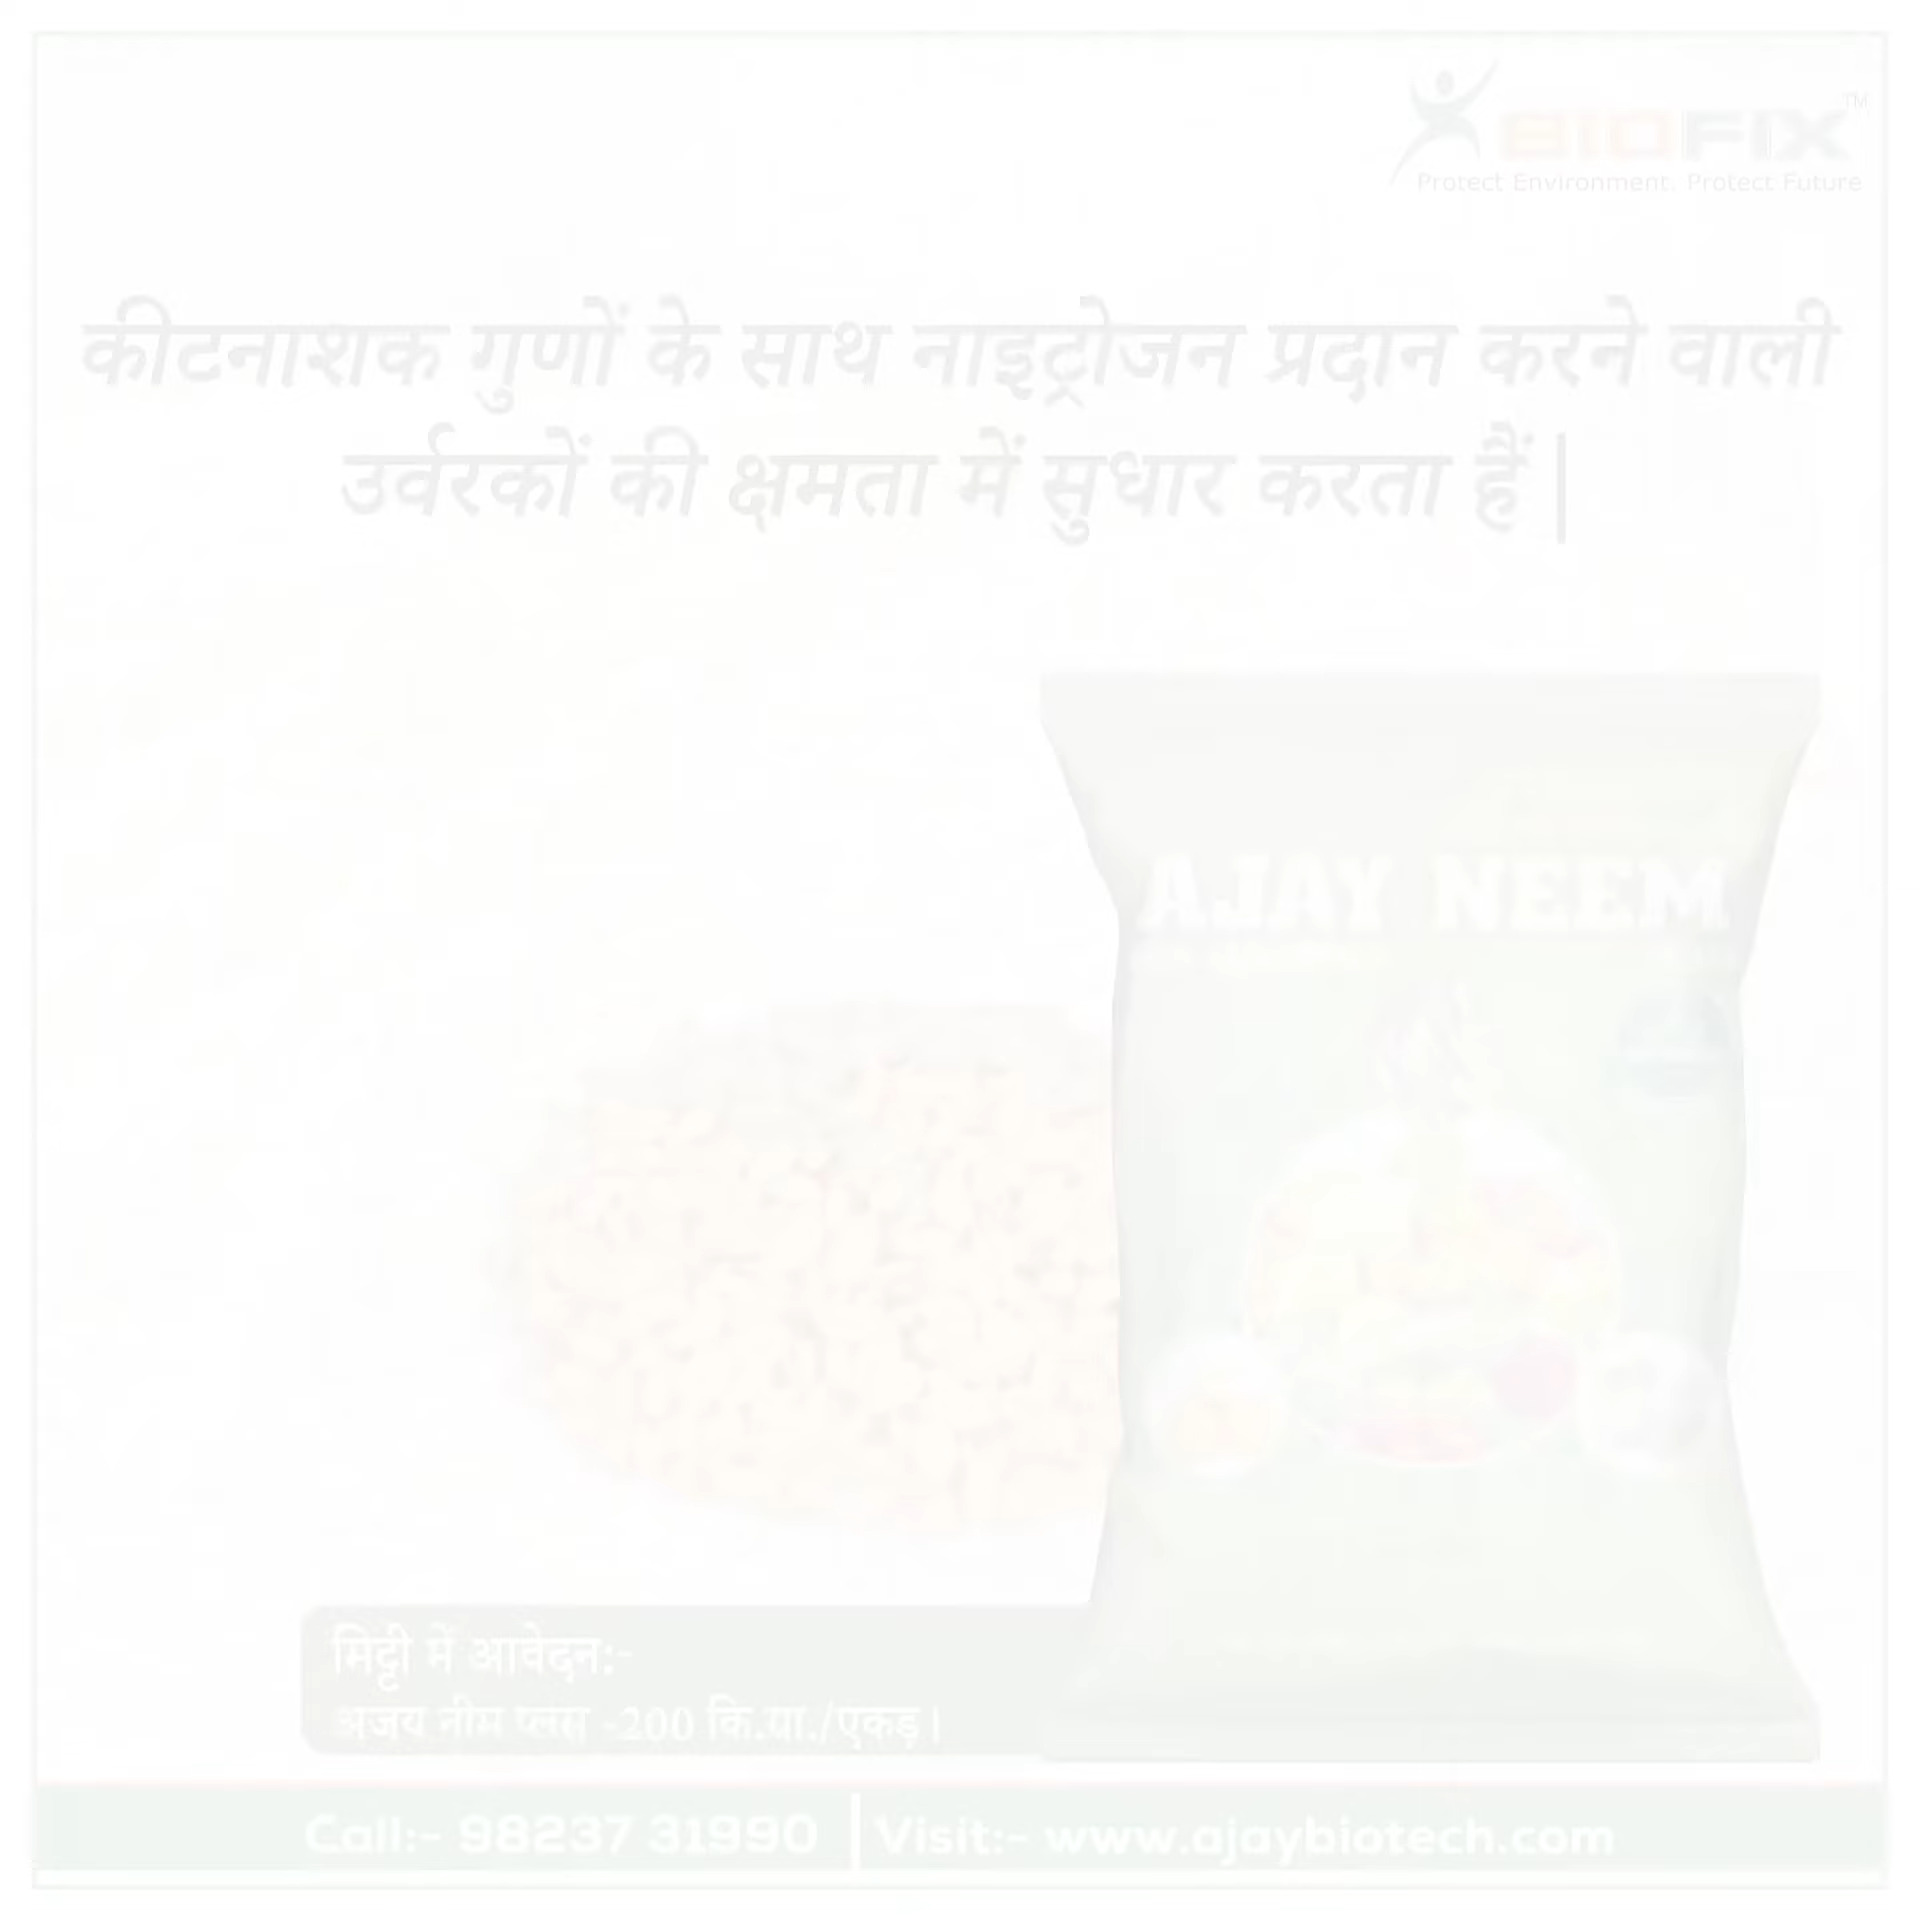 BIOFIX™
Protect Environment. Protect Future
कीटनाशक गुणों के साथ नाइट्रोजन प्रदान करने वाली
उर्वरकों की क्षमता में सुधार करता हैं |
AJAY NEEM
मिट्टी में आवेदन:-
अजय नीम प्लस -200 कि.ग्रा./एकड़।
Call:- 98237 31990 | Visit:- www.ajaybiotech.com